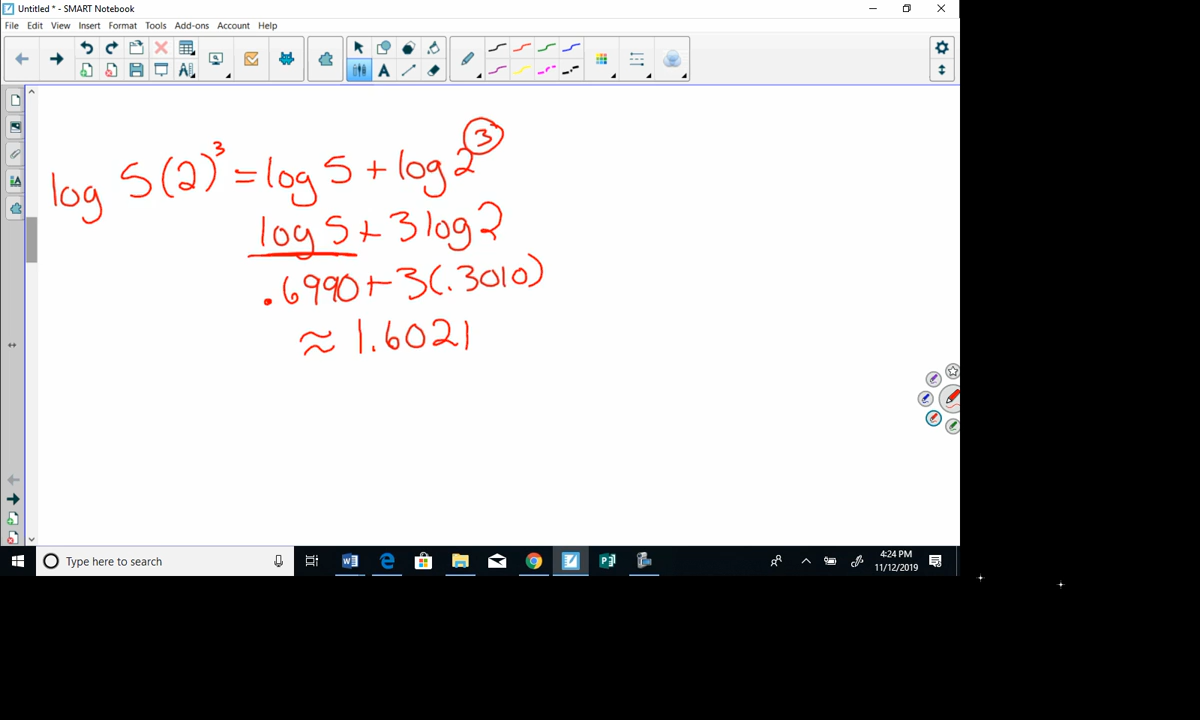 Untitled * - SMART Notebook
File Edit View Insert Format Tools Add-ons Account Help
log 5(2)³ = log 5 + log 2³
log 5 + 3 log 2
.6990 + 3(.3010)
≈ 1.6021
Type here to search
4:24 PM
11/12/2019